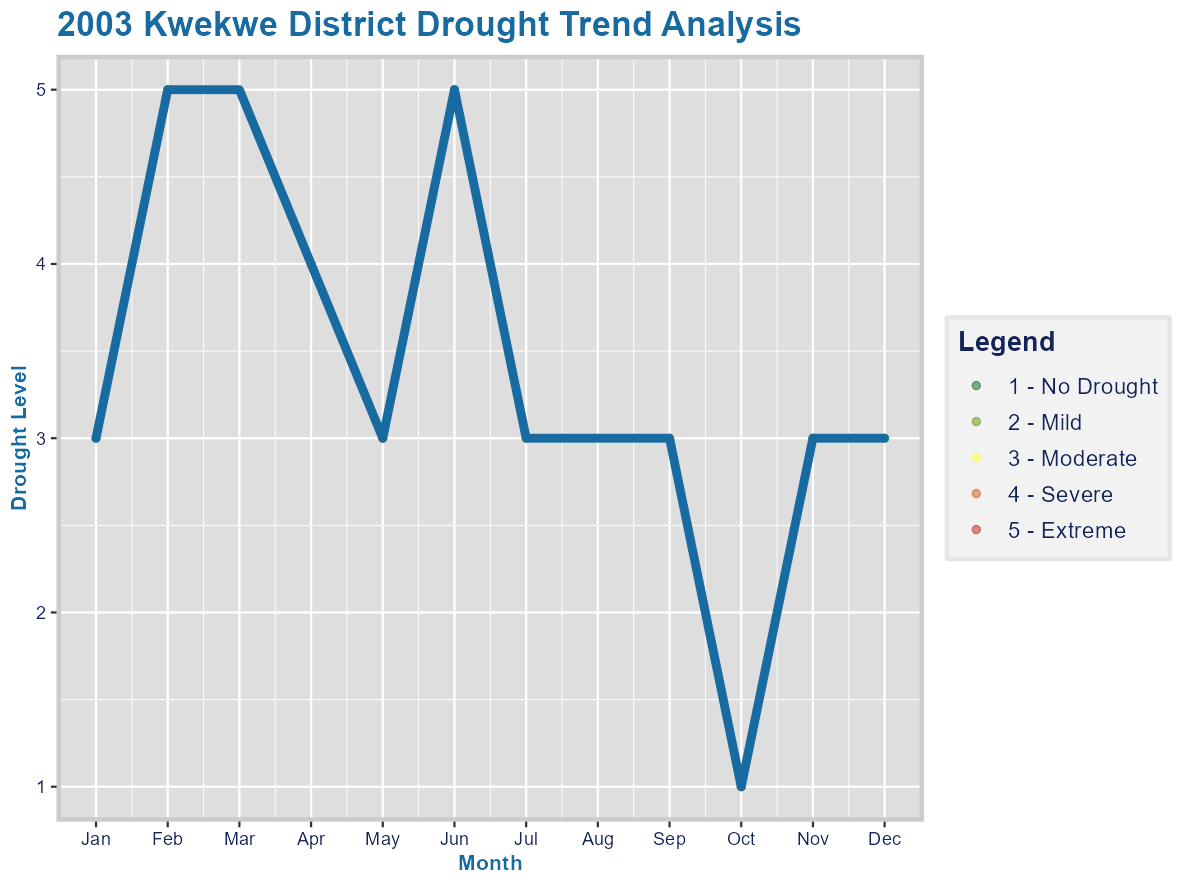 2003 Kwekwe District Drought Trend Analysis
Drought Level
5
4
3
2
1
Jan Feb Mar Apr May Jun Jul Aug Sep Oct Nov Dec
Month
Legend
1 - No Drought
2 - Mild
3 - Moderate
4 - Severe
5 - Extreme